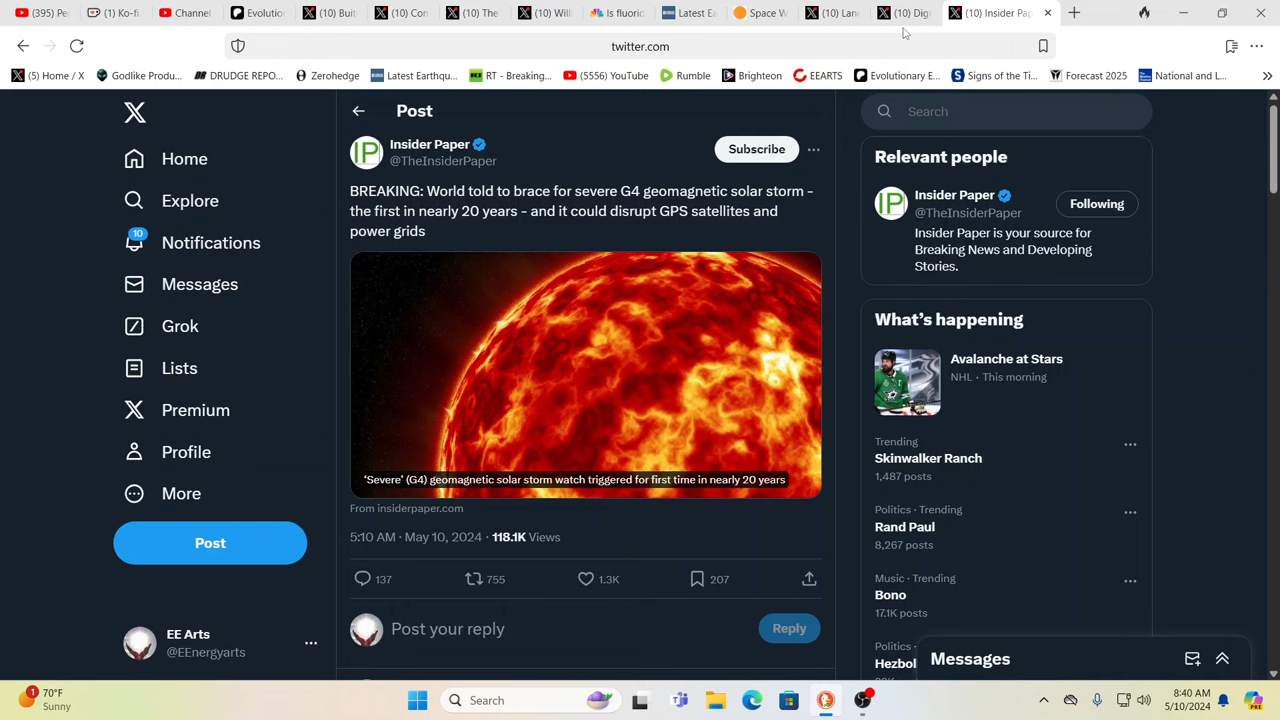 (395) Pe
Ko-fi.
Channel
Evolutio
(10) Bui
(10) Con
(10) The
(10) Will
Is fluorid
Latest Ea
Space W
(10) Lan
(10) Dig
(10) Insider Pap
twitter.com
(5) Home / X
Godlike Produ...
DRUDGE REPO...
Zerohedge
Latest Earthqu...
RT - Breaking...
(5556) YouTube
Rumble
Brighteon
EEARTS
Evolutionary E...
Signs of the Ti...
Forecast 2025
National and L...
Home
Explore
10
Notifications
Messages
Grok
Lists
Premium
Profile
More
Post
EE Arts
@EEnergyarts
Post
Insider Paper
@TheInsiderPaper
Subscribe
BREAKING: World told to brace for severe G4 geomagnetic solar storm -
the first in nearly 20 years - and it could disrupt GPS satellites and
power grids
'Severe' (G4) geomagnetic solar storm watch triggered for first time in nearly 20 years
From insiderpaper.com
5:10 AM · May 10, 2024 · 118.1K Views
137
755
1.3K
207
Post your reply
Reply
Search
Relevant people
Insider Paper
@TheInsiderPaper
Following
Insider Paper is your source for
Breaking News and Developing
Stories.
What's happening
Avalanche at Stars
NHL · This morning
Trending
Skinwalker Ranch
1,487 posts
Politics · Trending
Rand Paul
8,267 posts
Music · Trending
Bono
17.1K posts
Politics
Hezbol
Messages
1
70°F
Sunny
Search
8:40 AM
5/10/2024
PRE